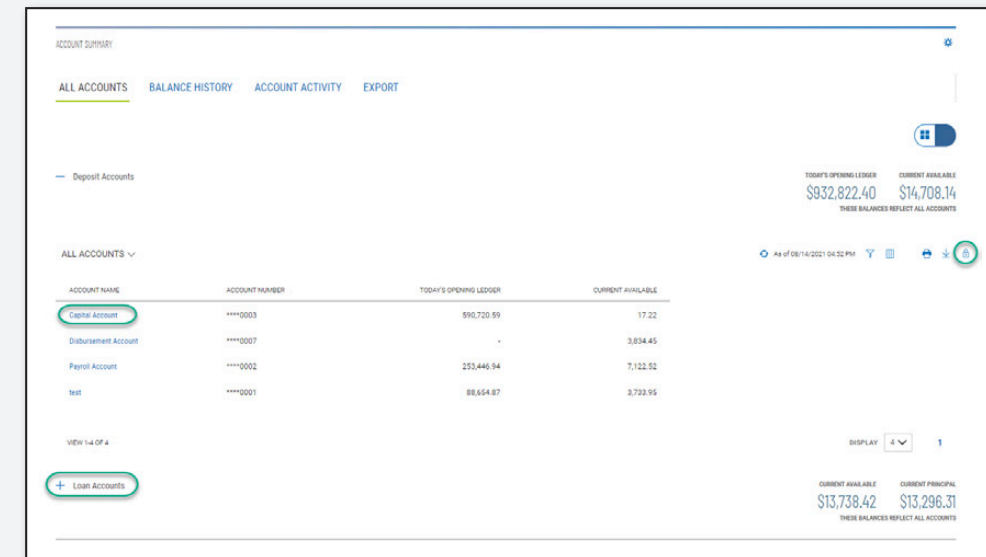 ACCOUNT SUMMARY
ALL ACCOUNTS BALANCE HISTORY ACCOUNT ACTIVITY EXPORT
Deposit Accounts
TODAY'S OPENING LEDGER CURRENT AVAILABLE
$932,822.40 $14,708.14
THESE BALANCES REFLECT ALL ACCOUNTS
ALL ACCOUNTS As of 08/14/2021 04:52 PM
ACCOUNT NAME ACCOUNT NUMBER TODAY'S OPENING LEDGER CURRENT AVAILABLE
Capital Account ****0003 590,720.59 17.22
Disbursement Account ****0007 - 3,834.45
Payroll Account ****0002 253,446.94 7,122.52
test ****0001 88,654.87 3,733.95
VIEW 1-4 OF 4 DISPLAY 4 1
Loan Accounts
CURRENT AVAILABLE CURRENT PRINCIPAL
$13,738.42 $13,296.31
THESE BALANCES REFLECT ALL ACCOUNTS